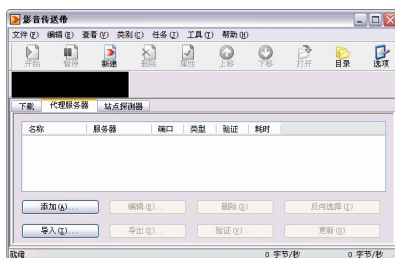 影音传送带
文件(F) 编辑(E) 查看(V) 类别(C) 任务(J) 工具(T) 帮助(H)
开始 暂停 新建 删除 属性 上移 下移 打开 目录 选项
下载 代理服务器 站点探测器
名称 服务器 端口 类型 验证 耗时
添加(A)... 编辑(E)... 删除(D)... 反向选择(I)
导入(I)... 导出(E)... 验证(V)... 更新(U)
就绪 0 字节/秒 0 字节/秒